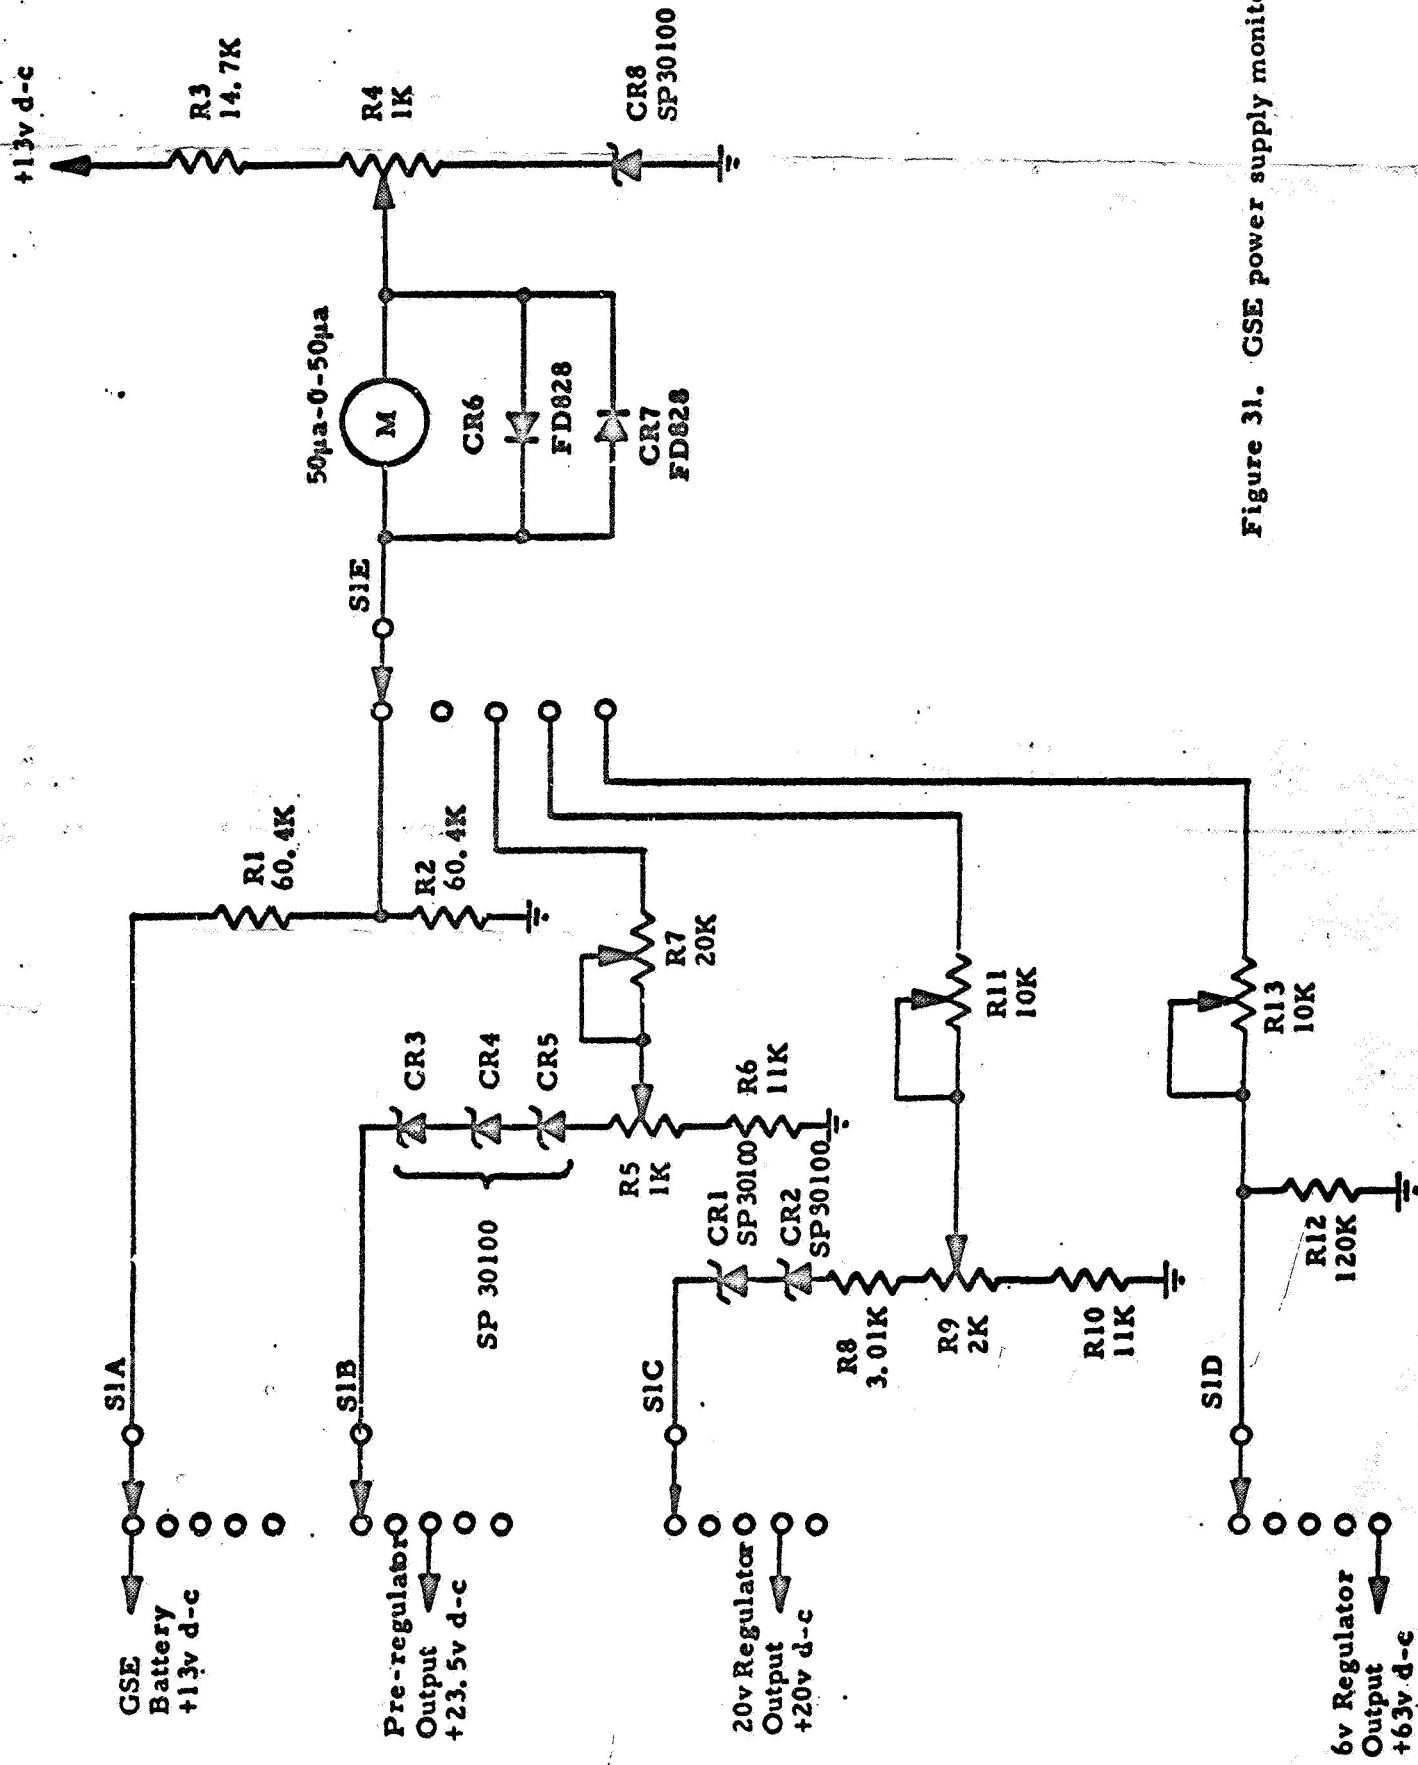 +13v d-c
R3
14.7K
R4
1K
CR8
SP30100
50µa-0-50µa
M
CR6
FD828
CR7
FD828
S1E
R1
60.4K
R2
60.4K
R7
20K
R11
10K
R13
10K
CR3
CR4
CR5
SP 30100
R5
1K
R6
11K
CR1
SP30100
CR2
SP30100
R8
3.01K
R9
2K
R10
11K
R12
120K
S1A
S1B
S1C
S1D
GSE
Battery
+13v d-c
Pre-regulator
Output
+23.5v d-c
20v Regulator
Output
+20v d-c
6v Regulator
Output
+63v d-c
Figure 31. GSE power supply monito